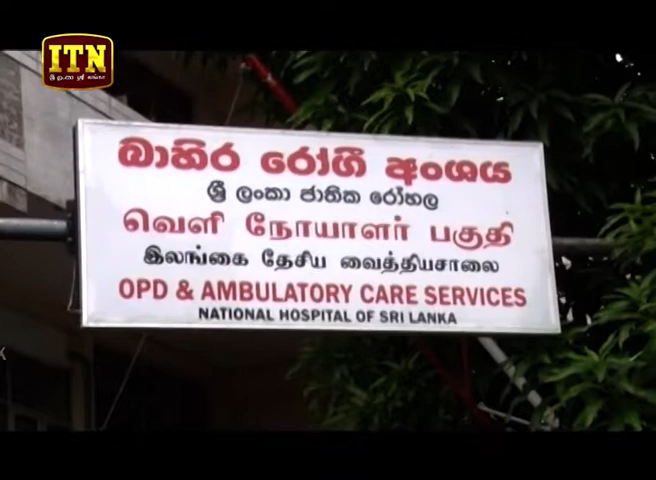 ITN
බාහිර රෝගී අංශය
ශ්‍රී ලංකා ජාතික රෝහල
வெளி நோயாளர் பகுதி
இலங்கை தேசிய வைத்தியசாலை
OPD & AMBULATORY CARE SERVICES
NATIONAL HOSPITAL OF SRI LANKA